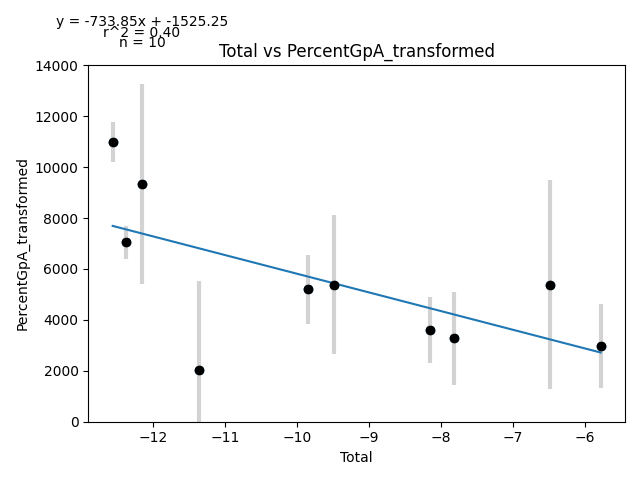 y = -733.85x + -1525.25
r^2 = 0.40
n = 10
Total vs PercentGpA_transformed
PercentGpA_transformed
14000
12000
10000
8000
6000
4000
2000
0
−12 −11 −10 −9 −8 −7 −6
Total